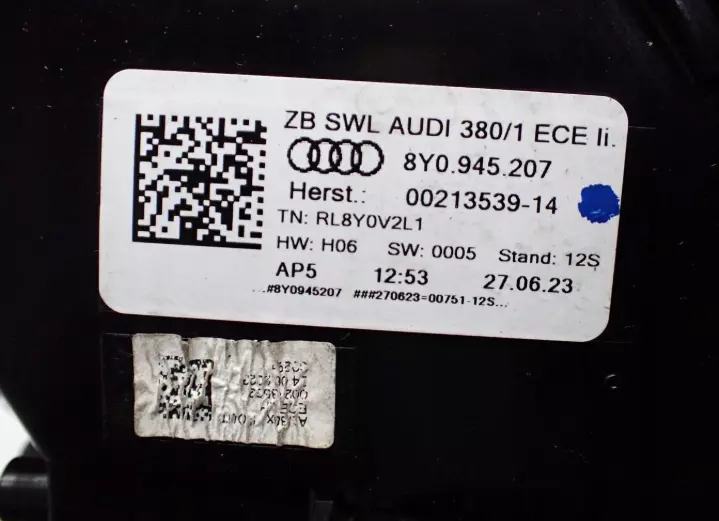 ZB SWL AUDI 380/1 ECE li.
8Y0.945.207
Herst.: 00213539-14
TN: RL8Y0V2L1
HW: H06 SW: 0005 Stand: 12S
AP5 12:53 27.06.23
..#8Y0945207 ###270623=00751-12S...